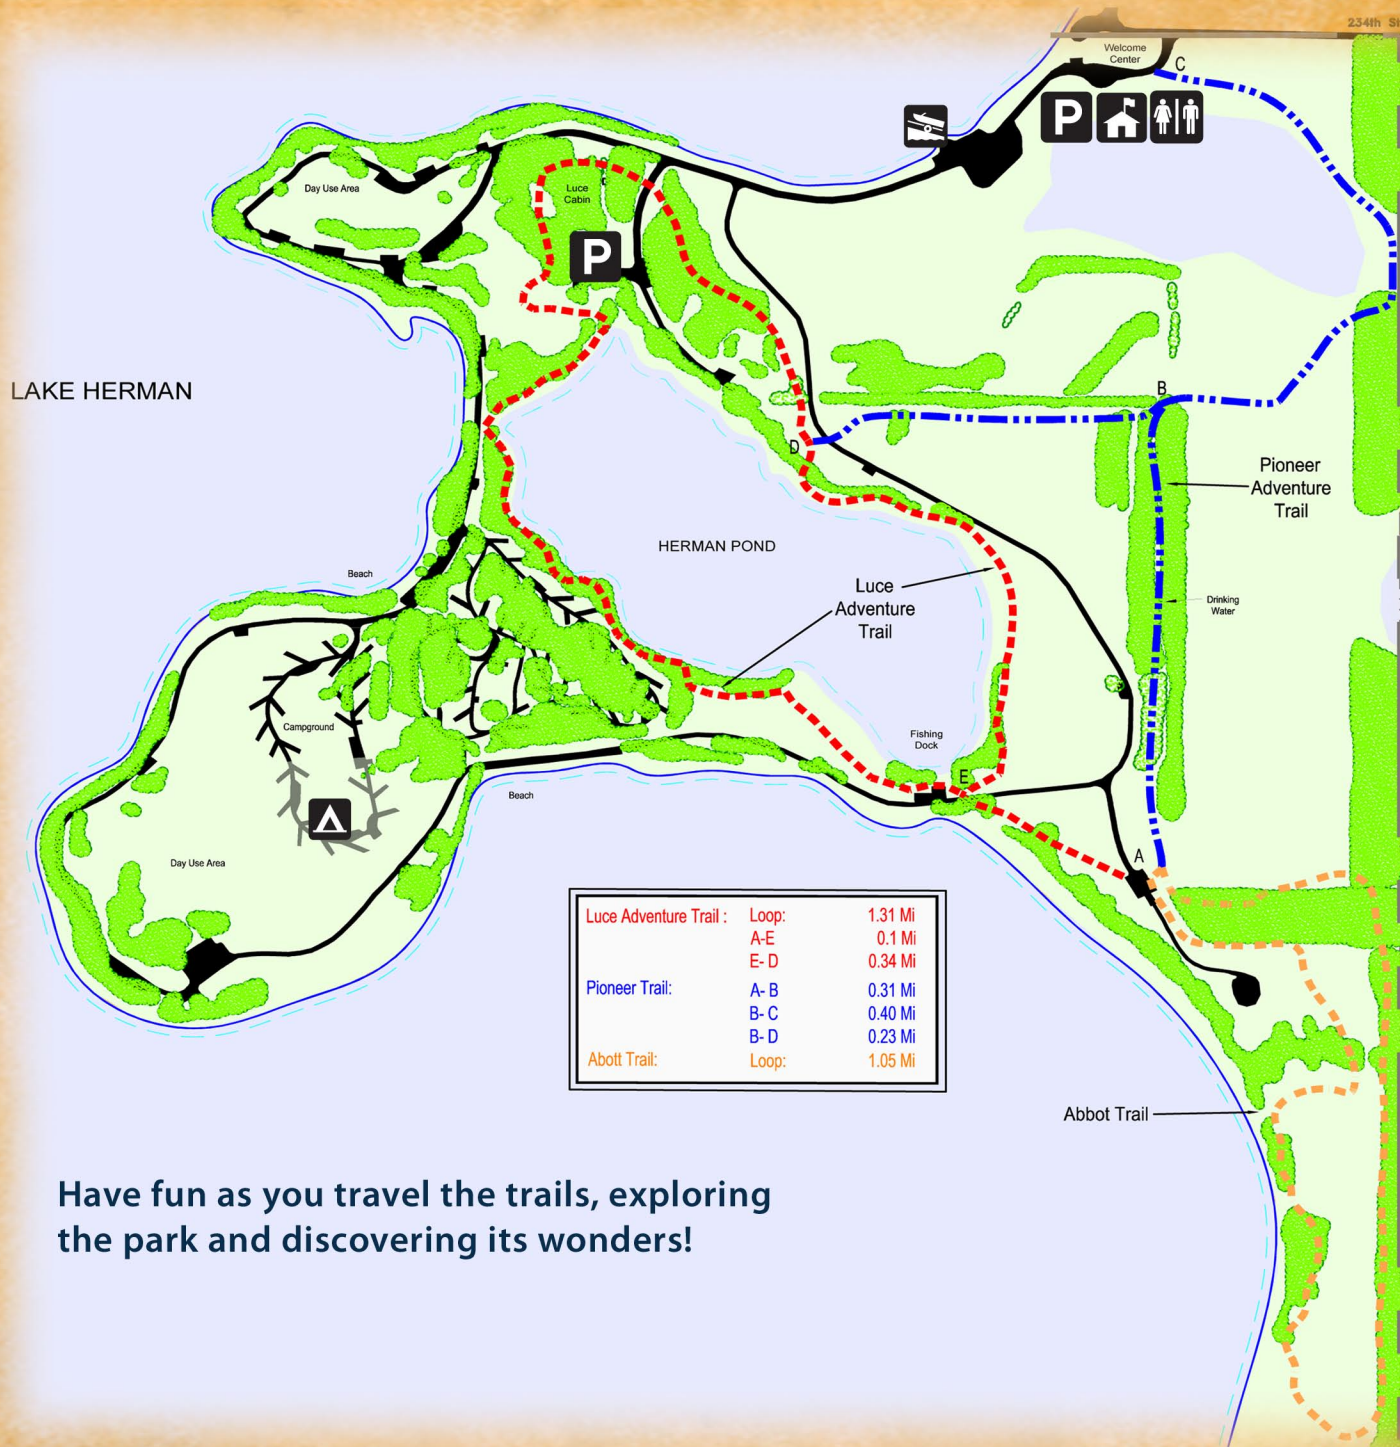 234th St
Welcome
Center
C
P
Day Use Area
Luce
Cabin
P
LAKE HERMAN
B
D
Pioneer
Adventure
Trail
HERMAN POND
Beach
Luce
Adventure
Trail
Drinking
Water
Campground
Fishing
Dock
E
Beach
A
Day Use Area
Luce Adventure Trail : Loop: 1.31 Mi
A-E 0.1 Mi
E- D 0.34 Mi
Pioneer Trail: A- B 0.31 Mi
B- C 0.40 Mi
B- D 0.23 Mi
Abott Trail: Loop: 1.05 Mi
Abbot Trail
Have fun as you travel the trails, exploring
the park and discovering its wonders!